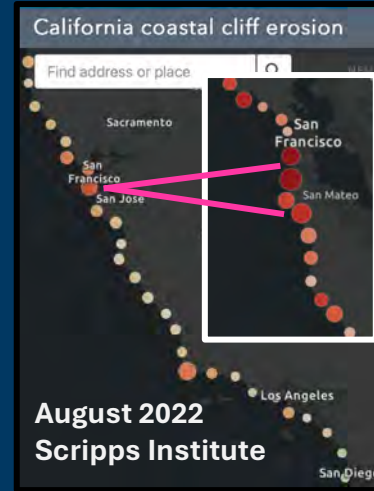 California coastal cliff erosion
Find address or place
Sacramento
San
Francisco
San Jose
San
Francisco
San Mateo
Los Angeles
August 2022
Scripps Institute
San Diego